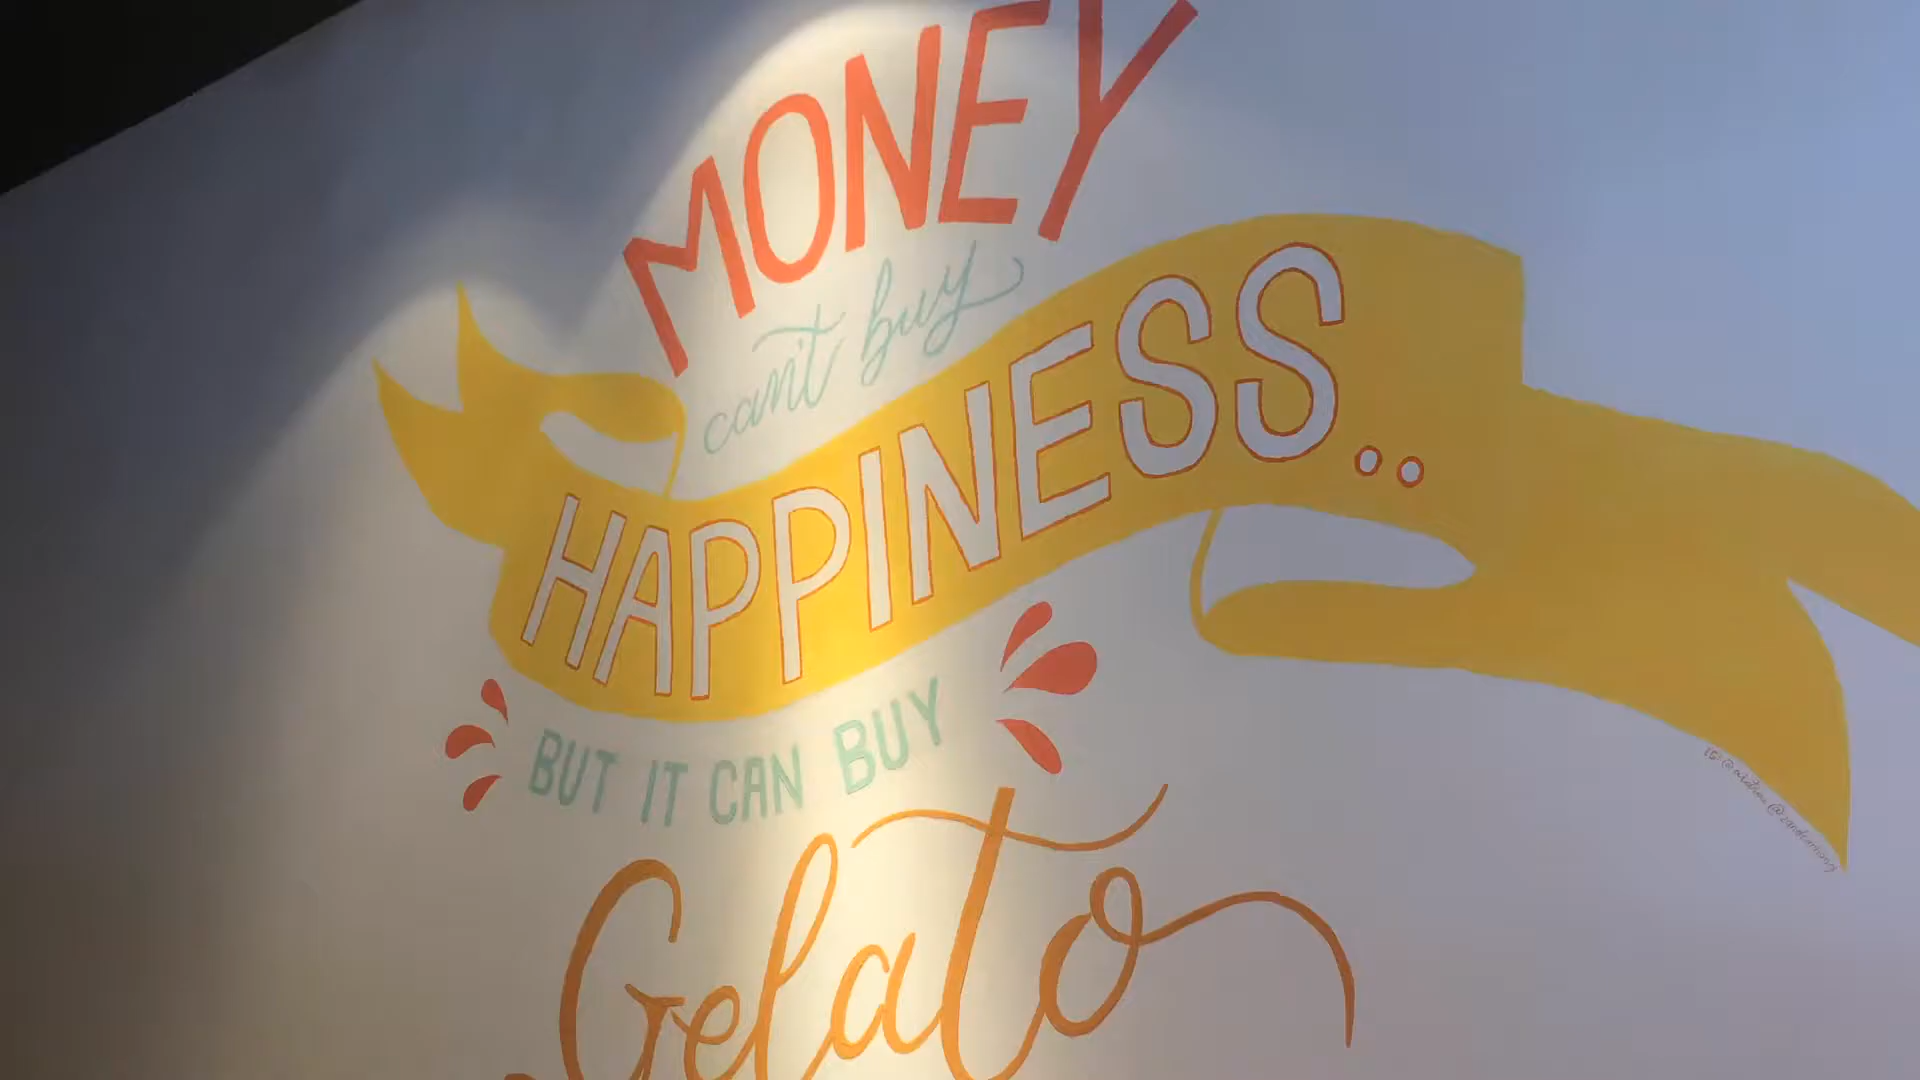 MONEY
can't buy
HAPPINESS..
BUT IT CAN BUY
Gelato